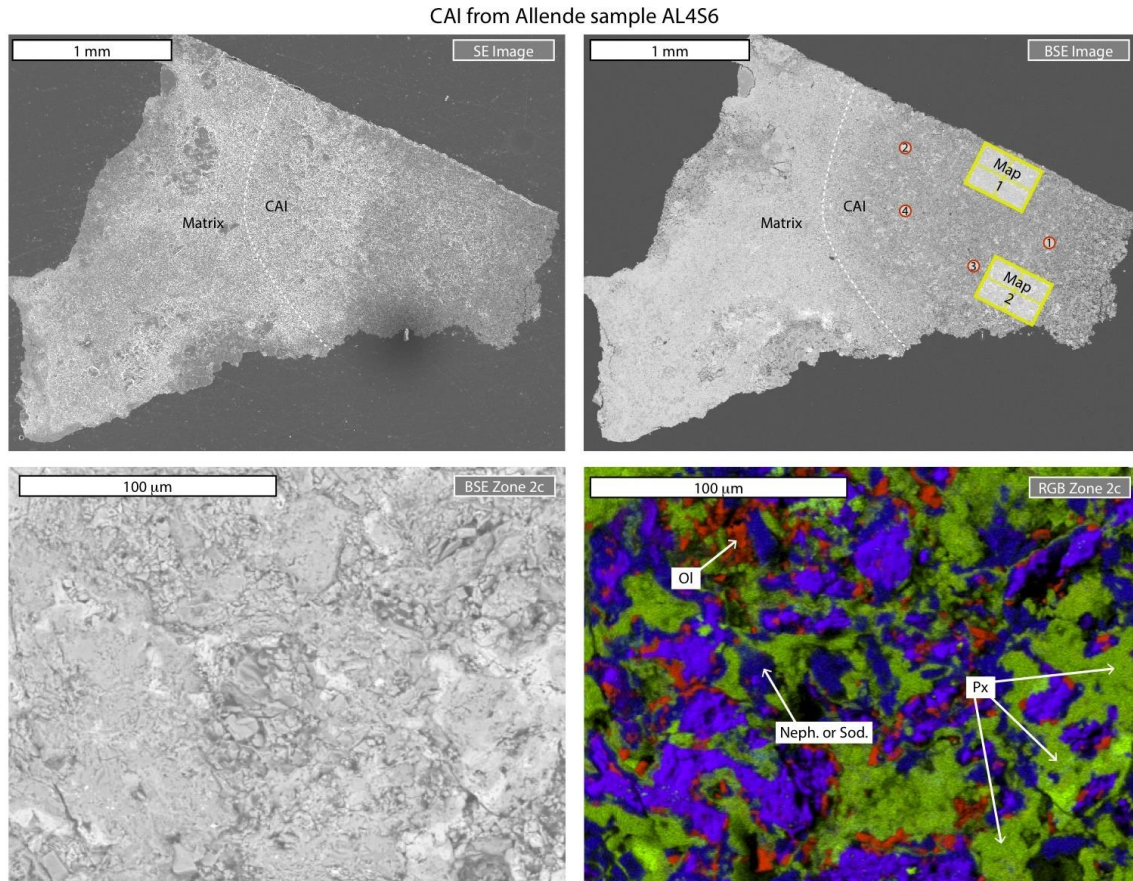 CAI from Allende sample AL4S6
1 mm
SE Image
Matrix
CAI
1 mm
BSE Image
2
Map
1
4
Matrix
CAI
1
3
Map
2
100 μm
BSE Zone 2c
100 μm
RGB Zone 2c
Ol
Px
Neph. or Sod.